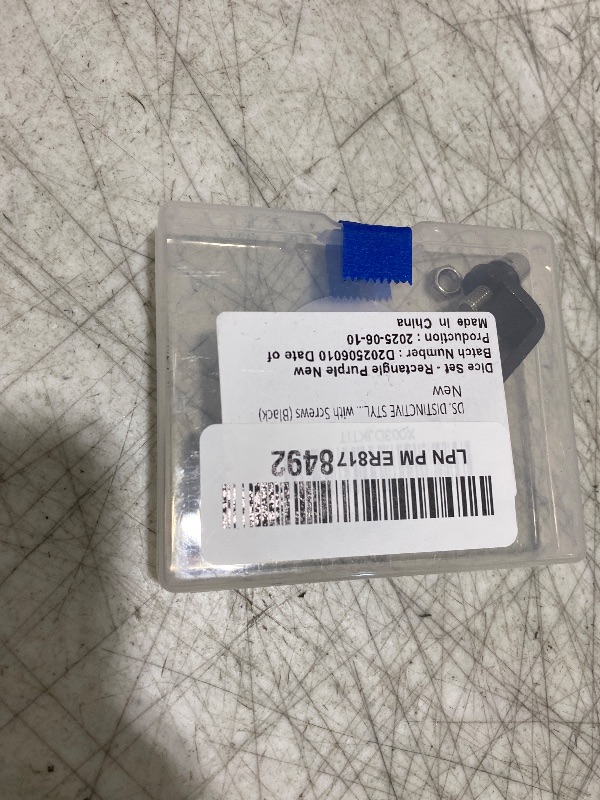 LPN PM ER8178492
DS. DISTINCTIVE STYL... with Screws (Black)
New
Dice Set - Rectangle Purple New
Batch Number : D202506010 Date of
Production : 2025-06-10
Made in China